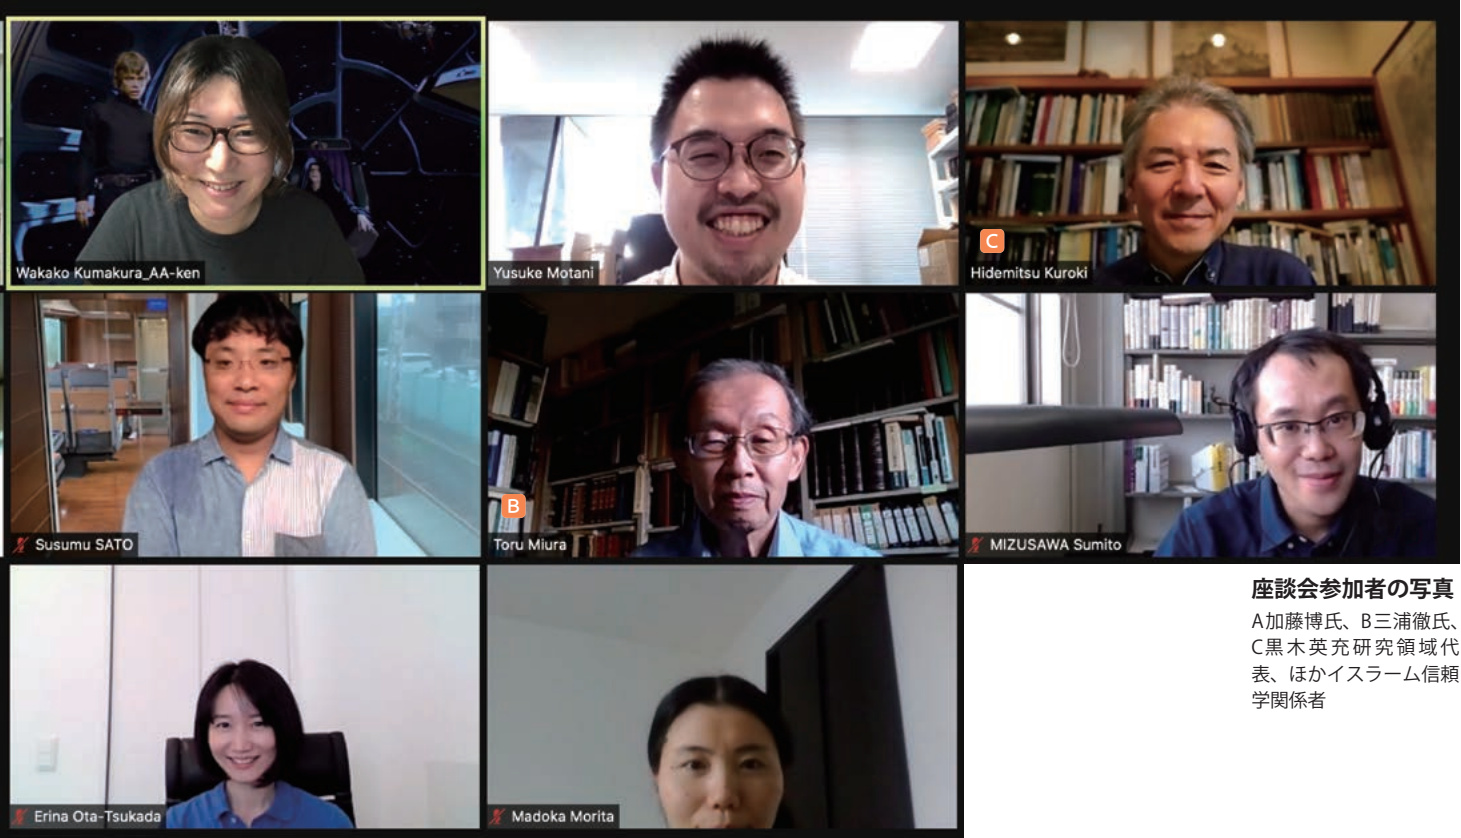 Wakako Kumakura_AA-ken
Yusuke Motani
C
Hidemitsu Kuroki
Susumu SATO
B
Toru Miura
MIZUSAWA Sumito
Erina Ota-Tsukada
Madoka Morita
座談会参加者の写真
A加藤博氏、B三浦徹氏、
C黒木英充研究領域代
表、ほかイスラーム信頼
学関係者